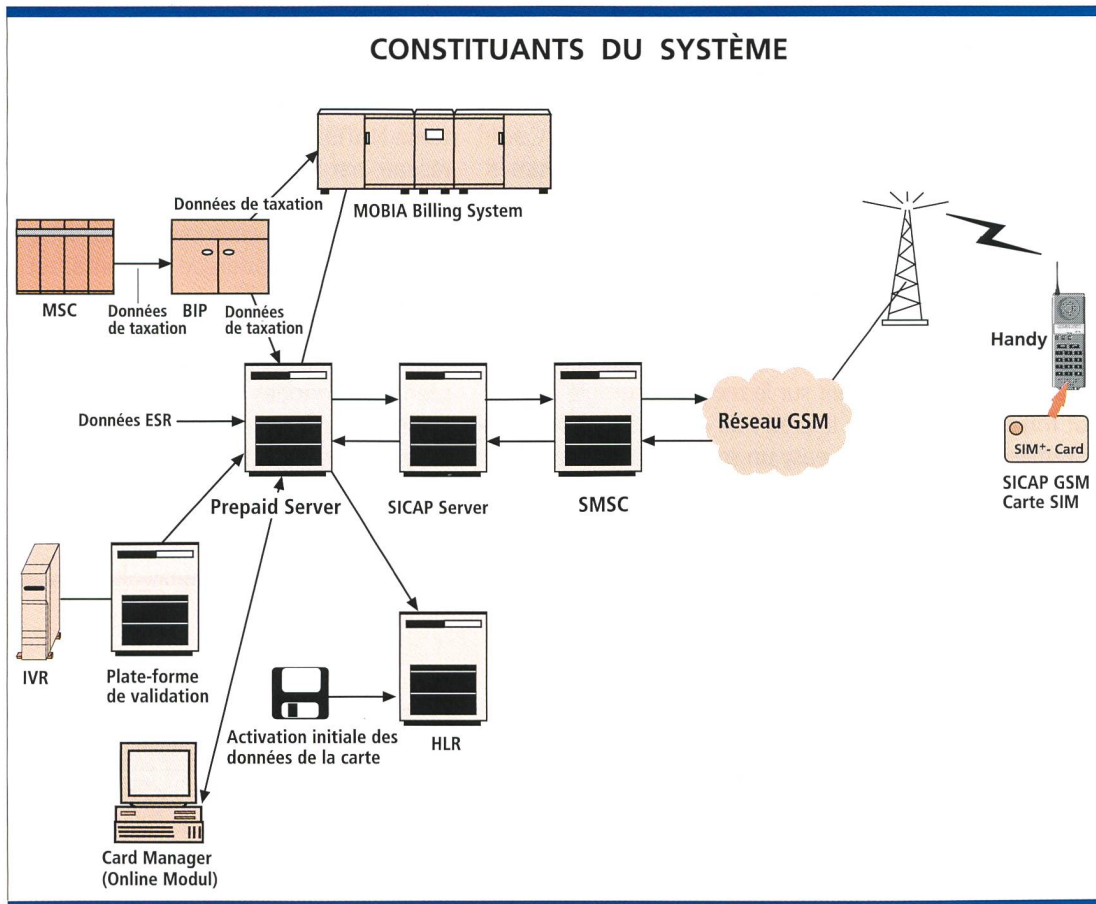 CONSTITUANTS DU SYSTÈME
MOBIA Billing System
Données de taxation
MSC
Données
de taxation
BIP
Données
de taxation
Handy
Données ESR
Réseau GSM
SIM+- Card
SICAP GSM
Carte SIM
Prepaid Server
SICAP Server
SMSC
IVR
Plate-forme
de validation
Activation initiale des
données de la carte
HLR
Card Manager
(Online Modul)